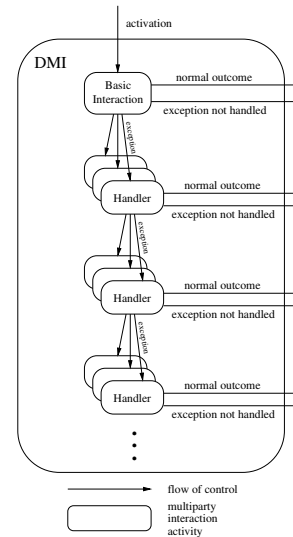 activation
DMI
Basic
Interaction
normal outcome
exception not handled
exception
Handler
normal outcome
exception not handled
exception
Handler
normal outcome
exception not handled
exception
Handler
normal outcome
exception not handled
flow of control
multiparty
interaction
activity